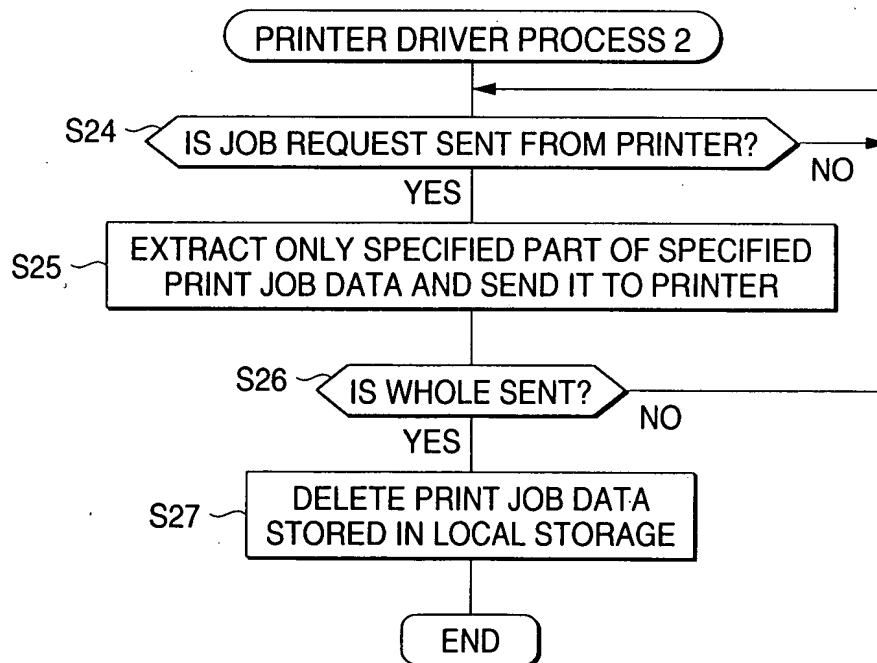 PRINTER DRIVER PROCESS 2
S24
IS JOB REQUEST SENT FROM PRINTER?
NO
YES
S25
EXTRACT ONLY SPECIFIED PART OF SPECIFIED
PRINT JOB DATA AND SEND IT TO PRINTER
S26
IS WHOLE SENT?
NO
YES
S27
DELETE PRINT JOB DATA
STORED IN LOCAL STORAGE
END